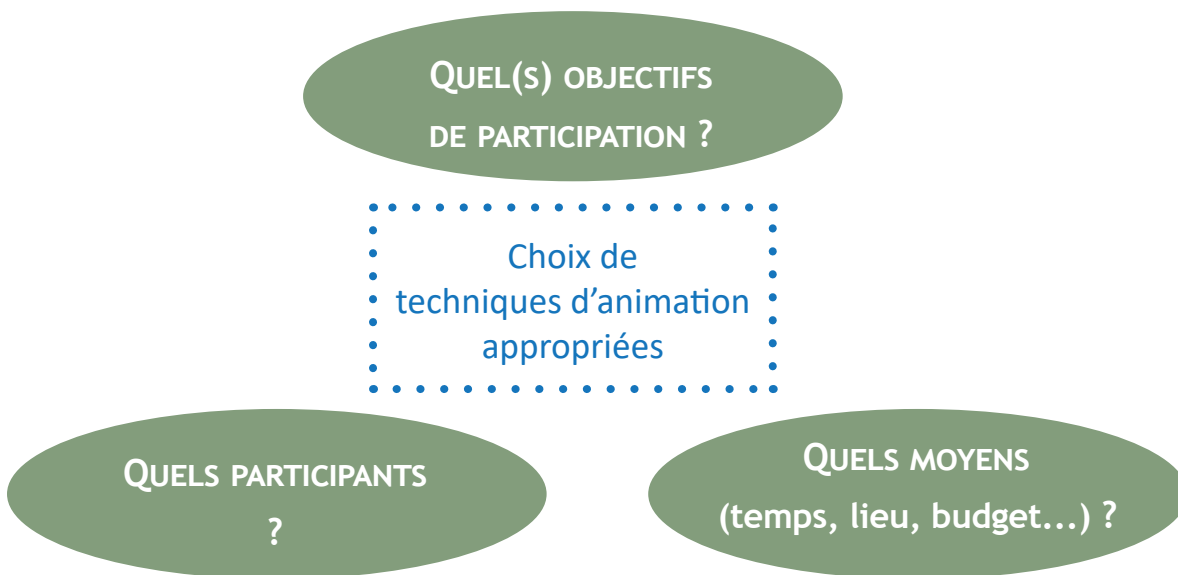 QUEL(S) OBJECTIFS
DE PARTICIPATION ?
Choix de
techniques d'animation
appropriées
QUELS PARTICIPANTS
?
QUELS MOYENS
(temps, lieu, budget...) ?